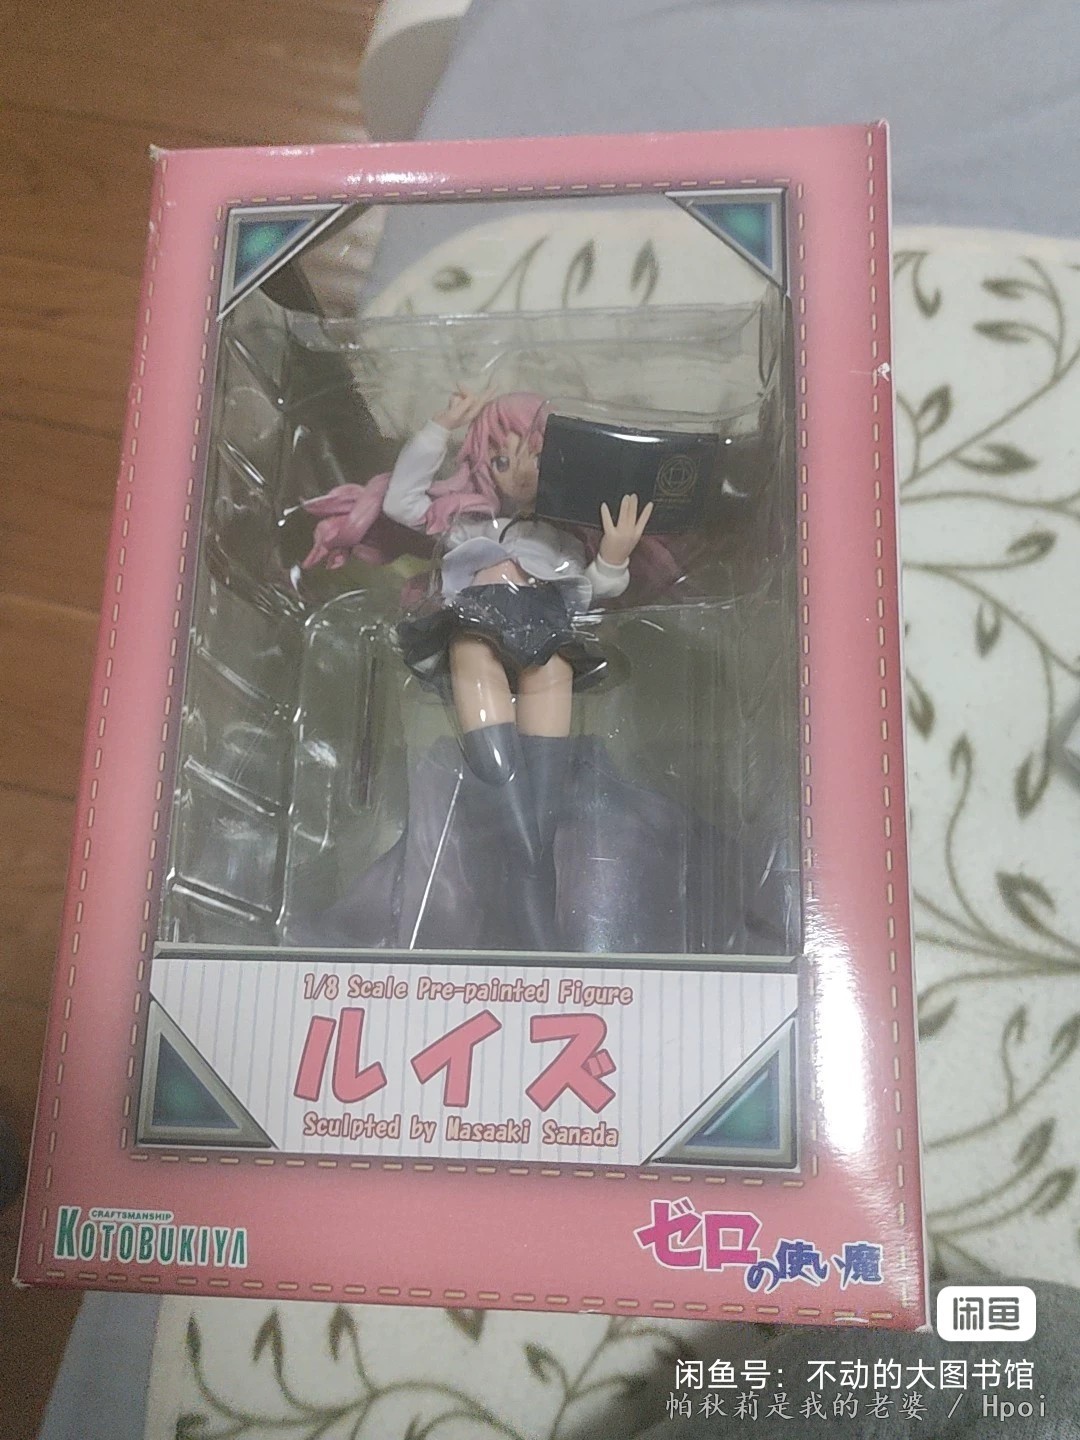 1/8 Scale Pre-painted Figure
ルイズ
Sculpted by Masaaki Sanada
CRAFTSMANSHIP
KOTOBUKIYA
ゼロの使い魔
闲鱼
闲鱼号：不动的大图书馆
帕秋莉是我的老婆 / Hpoi